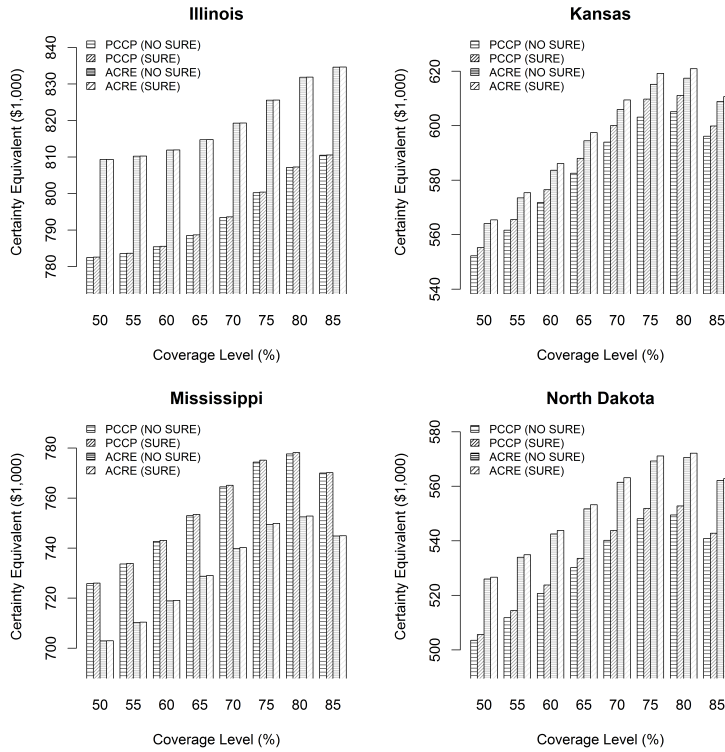 Illinois
PCCP (NO SURE)
PCCP (SURE)
ACRE (NO SURE)
ACRE (SURE)
Certainty Equivalent ($1,000)
840
830
820
810
800
790
780
50 55 60 65 70 75 80 85
Coverage Level (%)
Kansas
PCCP (NO SURE)
PCCP (SURE)
ACRE (NO SURE)
ACRE (SURE)
Certainty Equivalent ($1,000)
620
600
580
560
540
50 55 60 65 70 75 80 85
Coverage Level (%)
Mississippi
PCCP (NO SURE)
PCCP (SURE)
ACRE (NO SURE)
ACRE (SURE)
Certainty Equivalent ($1,000)
780
760
740
720
700
50 55 60 65 70 75 80 85
Coverage Level (%)
North Dakota
PCCP (NO SURE)
PCCP (SURE)
ACRE (NO SURE)
ACRE (SURE)
Certainty Equivalent ($1,000)
580
560
540
520
500
50 55 60 65 70 75 80 85
Coverage Level (%)